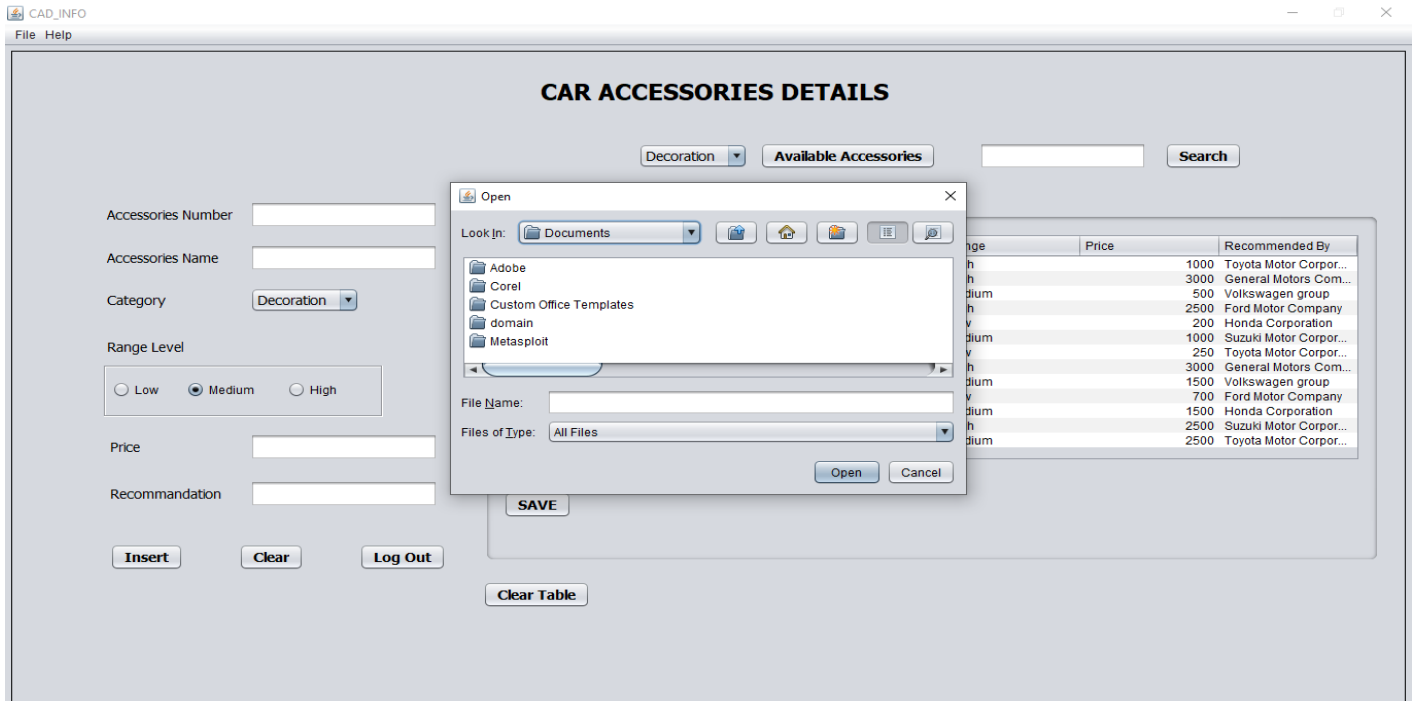 CAD_INFO
File Help
CAR ACCESSORIES DETAILS
Decoration Available Accessories Search
Open
Look In: Documents
Adobe
Corel
Custom Office Templates
domain
Metasploit
File Name:
Files of Type: All Files
Open Cancel
Accessories Number
Accessories Name
Category Decoration
Range Level
Low Medium High
Price
Recommandation
Insert Clear Log Out
Price Recommended By
1000 Toyota Motor Corpor...
3000 General Motors Com...
500 Volkswagen group
2500 Ford Motor Company
200 Honda Corporation
1000 Suzuki Motor Corpor...
250 Toyota Motor Corpor...
3000 General Motors Com...
1500 Volkswagen group
700 Ford Motor Company
1500 Honda Corporation
2500 Suzuki Motor Corpor...
2500 Toyota Motor Corpor...
SAVE
Clear Table